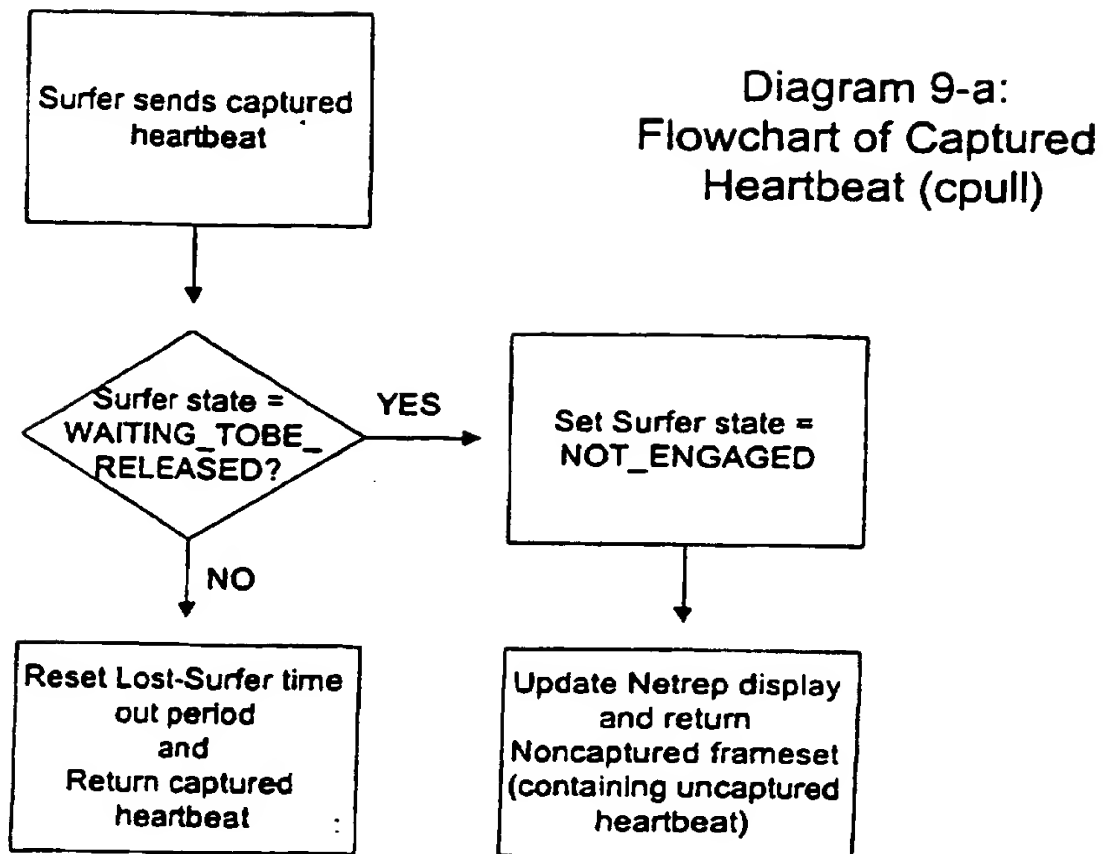 Surfer sends captured
heartbeat
Diagram 9-a:
Flowchart of Captured
Heartbeat (cpull)
Surfer state =
WAITING_TOBE_
RELEASED?
YES
Set Surfer state =
NOT_ENGAGED
NO
Reset Lost-Surfer time
out period
and
Return captured
heartbeat
Update Netrep display
and return
Noncaptured frameset
(containing uncaptured
heartbeat)